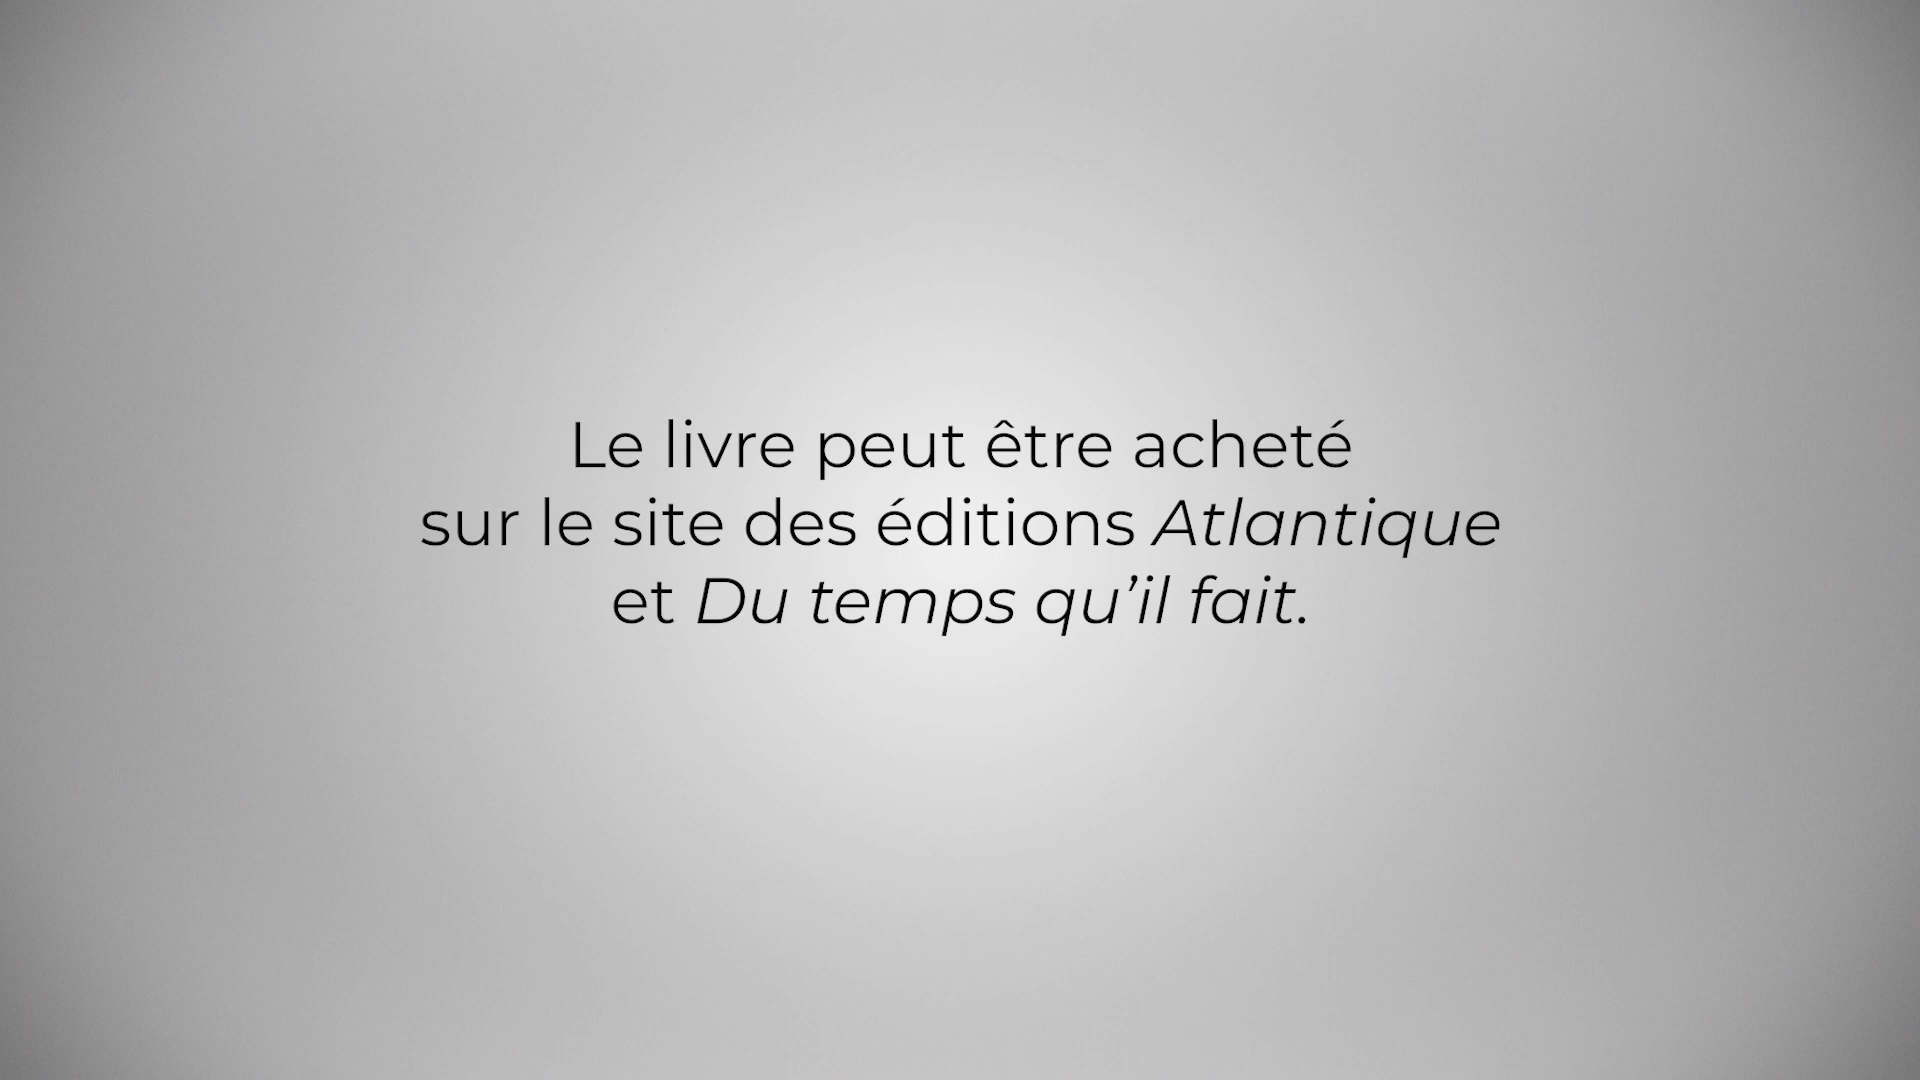 Le livre peut être acheté
sur le site des éditions Atlantique
et Du temps qu’il fait.